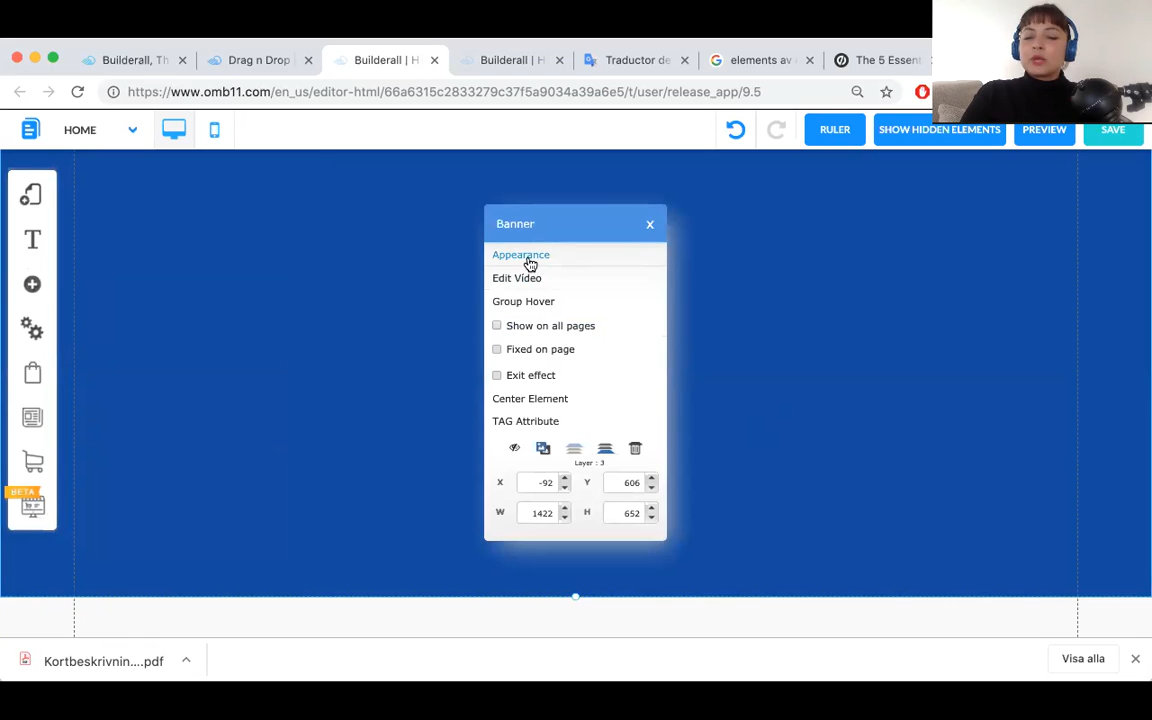 Builderall, Th
Drag n Drop
Builderall | H
Builderall | H
Traductor de
elements av
The 5 Essent
https://www.omb11.com/en_us/editor-html/66a6315c2833279c37f5a9034a39a6e5/t/user/release_app/9.5
HOME
RULER
SHOW HIDDEN ELEMENTS
PREVIEW
SAVE
Banner
X
Appearance
Edit Video
Group Hover
Show on all pages
Fixed on page
Exit effect
Center Element
TAG Attribute
Layer : 3
X -92 Y 606
W 1422 H 652
BETA
Kortbeskrivnin....pdf
Visa alla